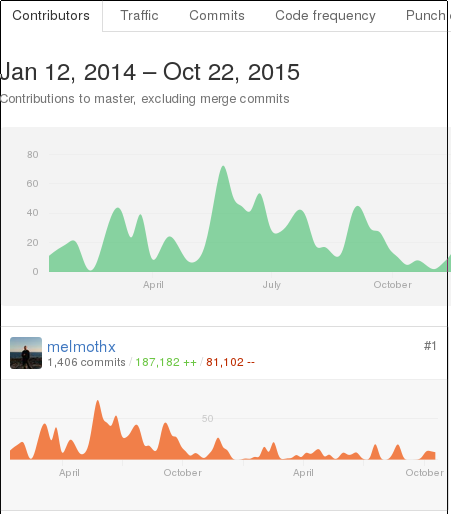 Contributors Traffic Commits Code frequency Punch
Jan 12, 2014 – Oct 22, 2015
Contributions to master, excluding merge commits
80
60
40
20
0
April July October
melmothx #1
1,406 commits / 187,182 ++ / 81,102 --
50
April October April October